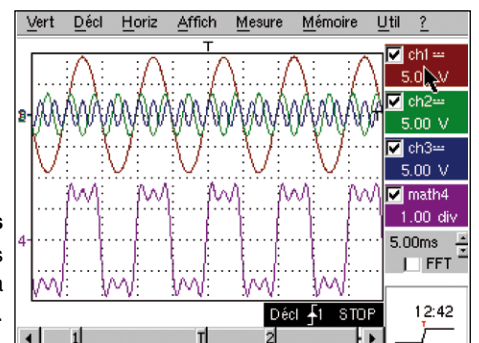 Vert Décl Horiz Affich Mesure Mémoire Util ?
T
ch1
5.00 V
ch2
5.00 V
ch3
5.00 V
math4
1.00 div
5.00ms
FFT
4
s
s
Décl 1 STOP
12:42
1 T 2